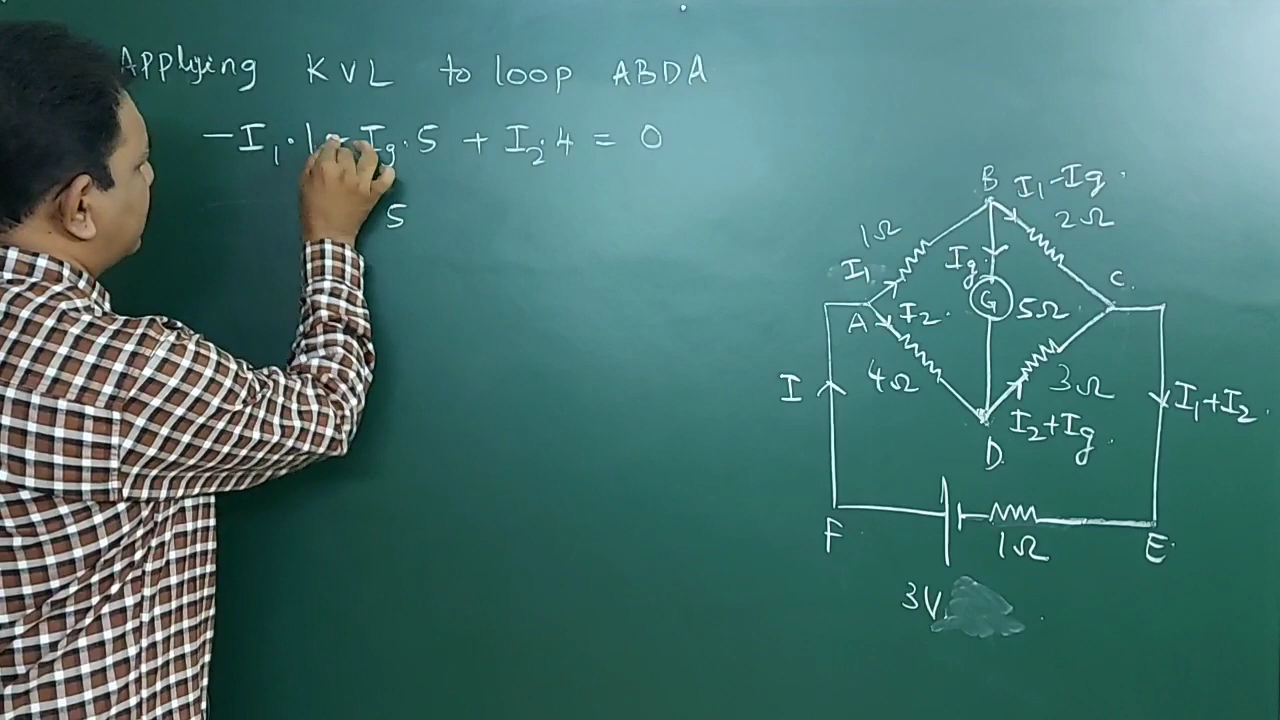 Applying KVL to loop ABDA
-I₁·1 - Ig·5 + I₂·4 = 0
5
B I₁-Ig
1Ω 2Ω
I₁ Ig C
A I₂ G 5Ω
I 4Ω 3Ω I₁+I₂
I₂+Ig
D
F 1Ω E
3V